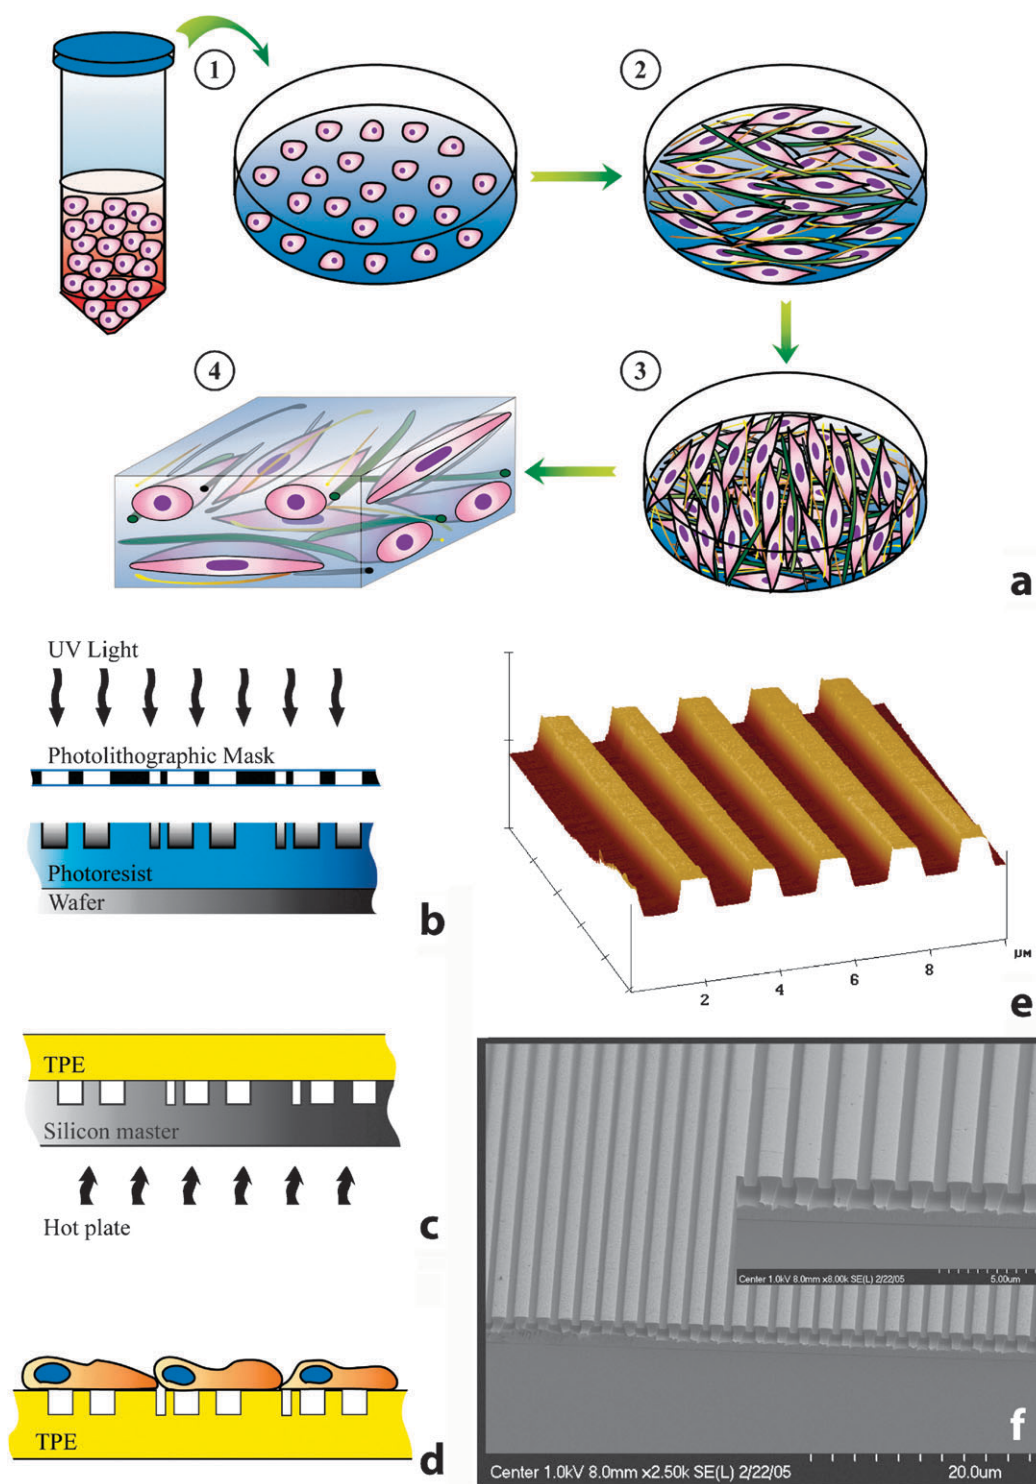 1
2
4
3
a
UV Light
Photolithographic Mask
Photoresist
Wafer
b
2
4
6
8
µM
e
TPE
Silicon master
Hot plate
c
Center 1.0kV 8.0mm x8.00k SE(L) 2/22/05 5.00um
TPE
d
f
Center 1.0kV 8.0mm x2.50k SE(L) 2/22/05 20.0um